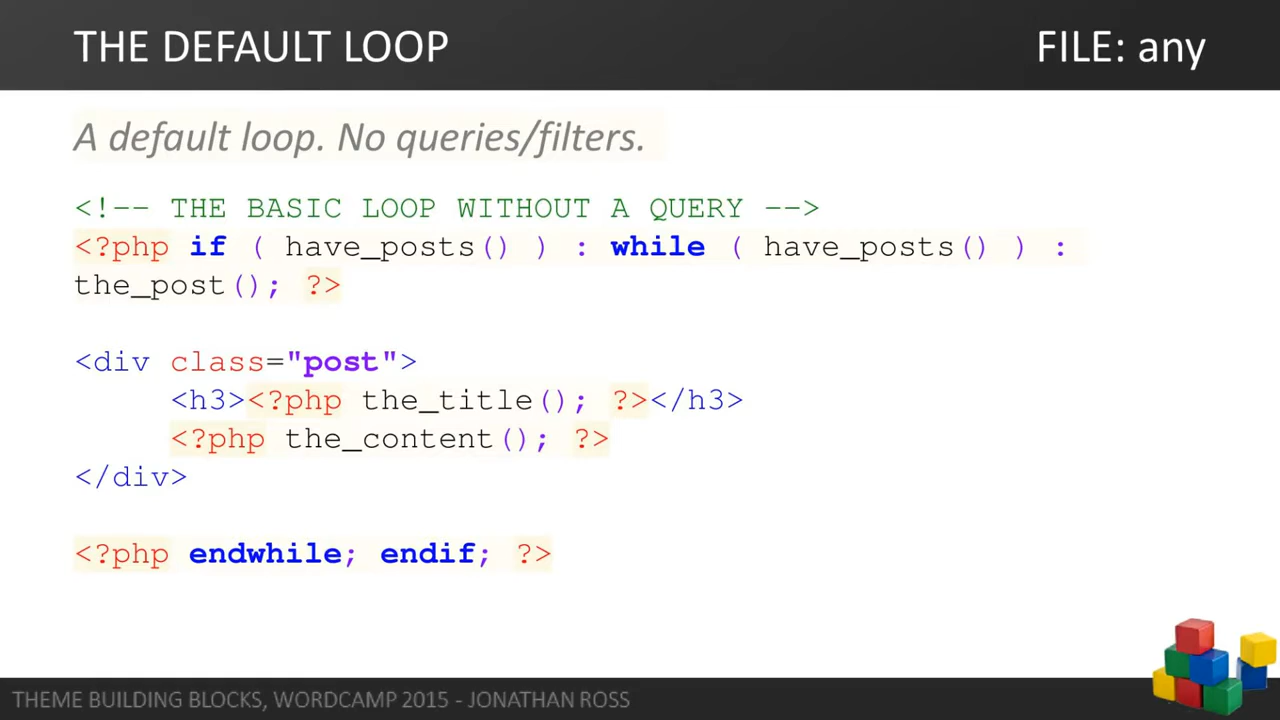 THE DEFAULT LOOP
FILE: any
A default loop. No queries/filters.
<!-- THE BASIC LOOP WITHOUT A QUERY -->
<?php if ( have_posts() ) : while ( have_posts() ) :
the_post(); ?>
<div class="post">
<h3><?php the_title(); ?></h3>
<?php the_content(); ?>
</div>
<?php endwhile; endif; ?>
THEME BUILDING BLOCKS, WORDCAMP 2015 - JONATHAN ROSS